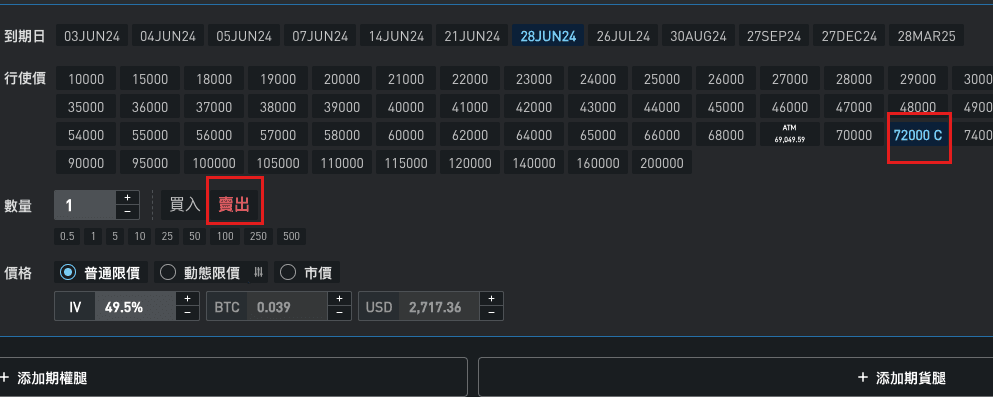 到期日 03JUN24 04JUN24 05JUN24 07JUN24 14JUN24 21JUN24 28JUN24 26JUL24 30AUG24 27SEP24 27DEC24 28MAR25
行使價 10000 15000 18000 19000 20000 21000 22000 23000 24000 25000 26000 27000 28000 29000 3000
35000 36000 37000 38000 39000 40000 41000 42000 43000 44000 45000 46000 47000 48000 4900
54000 55000 56000 57000 58000 60000 62000 64000 65000 66000 68000 ATM 69,049.59 70000 72000 C 7400
90000 95000 100000 105000 110000 115000 120000 140000 160000 200000
數量 1 + − 買入 賣出
0.5 1 5 10 25 50 100 250 500
價格 普通限價 動態限價 市價
IV 49.5% + − BTC 0.039 + − USD 2,717.36 + −
+ 添加期權腿 + 添加期貨腿